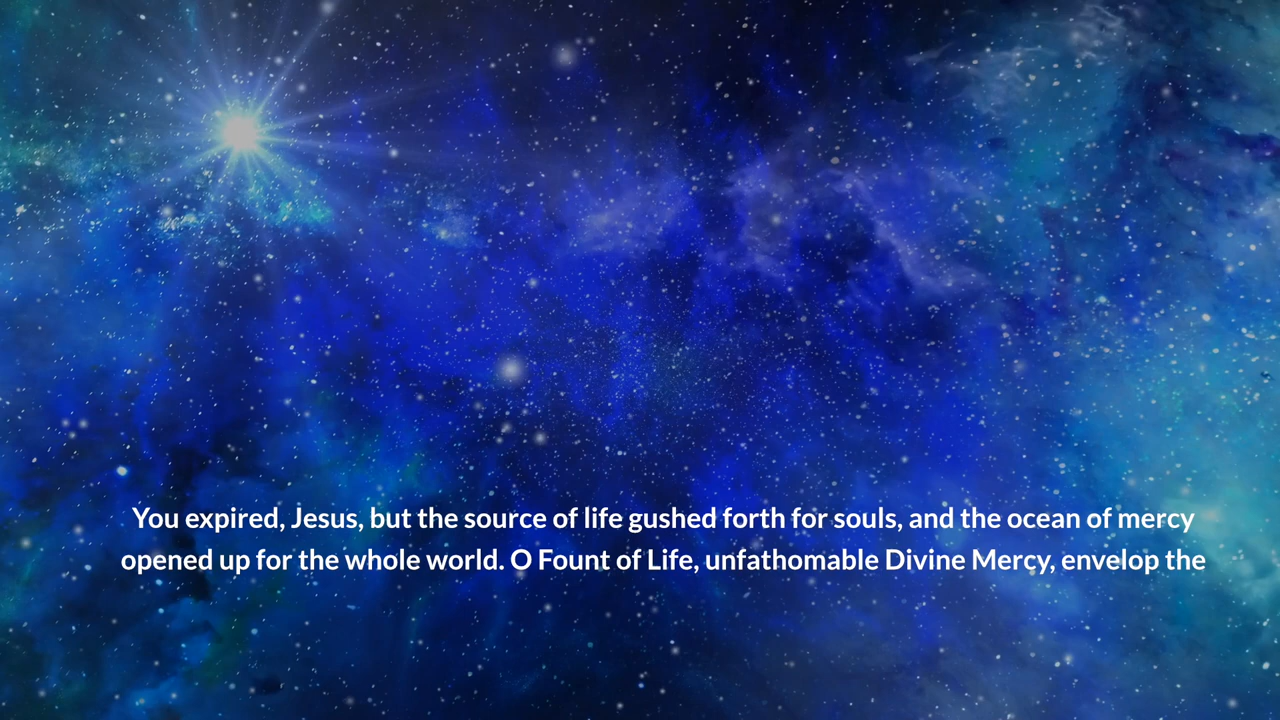 You expired, Jesus, but the source of life gushed forth for souls, and the ocean of mercy
opened up for the whole world. O Fount of Life, unfathomable Divine Mercy, envelop the